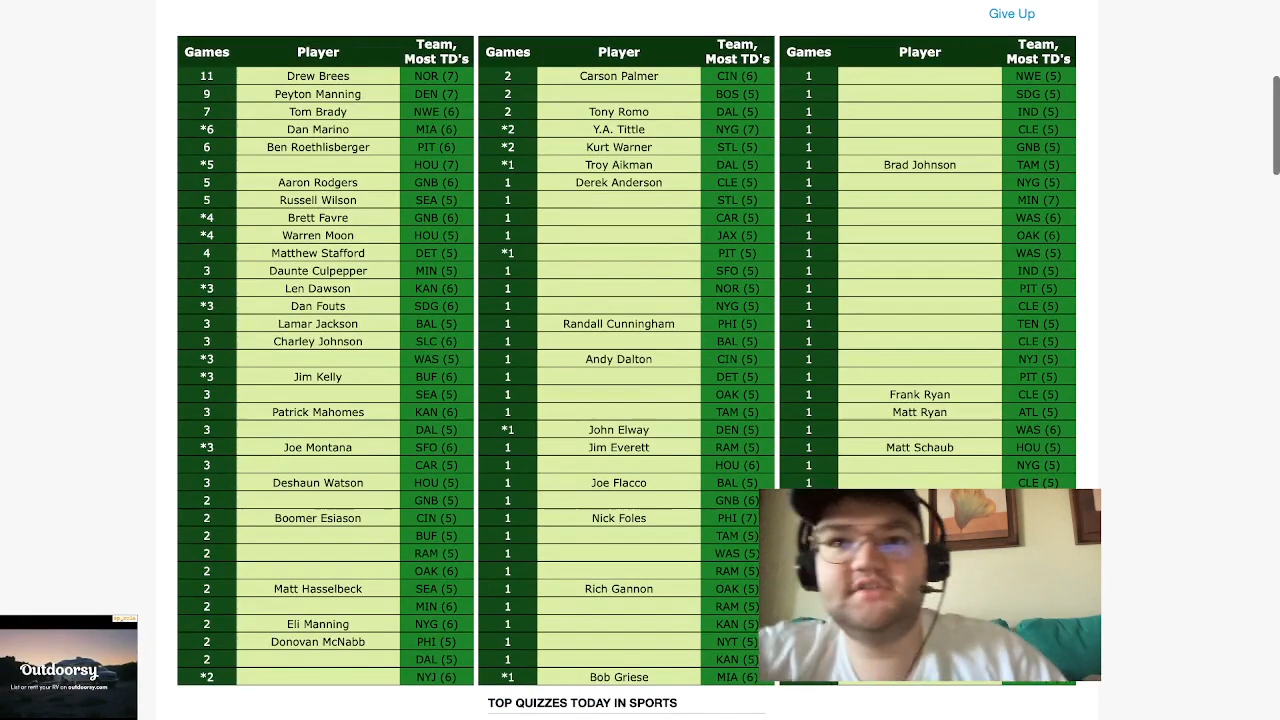 Give Up
Games Player Team, Most TD's
11 Drew Brees NOR (7)
9 Peyton Manning DEN (7)
7 Tom Brady NWE (6)
*6 Dan Marino MIA (6)
6 Ben Roethlisberger PIT (6)
*5 HOU (7)
5 Aaron Rodgers GNB (6)
5 Russell Wilson SEA (5)
*4 Brett Favre GNB (6)
*4 Warren Moon HOU (5)
4 Matthew Stafford DET (5)
3 Daunte Culpepper MIN (5)
*3 Len Dawson KAN (6)
*3 Dan Fouts SDG (6)
3 Lamar Jackson BAL (5)
3 Charley Johnson SLC (6)
*3 WAS (5)
*3 Jim Kelly BUF (6)
3 SEA (5)
3 Patrick Mahomes KAN (6)
3 DAL (5)
*3 Joe Montana SFO (6)
3 CAR (5)
3 Deshaun Watson HOU (5)
2 GNB (5)
2 Boomer Esiason CIN (5)
2 BUF (5)
2 RAM (5)
2 OAK (6)
2 Matt Hasselbeck SEA (5)
2 MIN (6)
2 Eli Manning NYG (6)
2 Donovan McNabb PHI (5)
2 DAL (5)
*2 NYJ (6)
Games Player Team, Most TD's
2 Carson Palmer CIN (6)
2 BOS (5)
2 Tony Romo DAL (5)
*2 Y.A. Tittle NYG (7)
*2 Kurt Warner STL (5)
*1 Troy Aikman DAL (5)
1 Derek Anderson CLE (5)
1 STL (5)
1 CAR (5)
1 JAX (5)
*1 PIT (5)
1 SFO (5)
1 NOR (5)
1 NYG (5)
1 Randall Cunningham PHI (5)
1 BAL (5)
1 Andy Dalton CIN (5)
1 DET (5)
1 OAK (5)
1 TAM (5)
*1 John Elway DEN (5)
1 Jim Everett RAM (5)
1 HOU (6)
1 Joe Flacco BAL (5)
1 GNB (6)
1 Nick Foles PHI (7)
1 TAM (5)
1 WAS (5)
1 RAM (5)
1 Rich Gannon OAK (5)
1 RAM (5)
1 KAN (5)
1 NYT (5)
1 KAN (5)
*1 Bob Griese MIA (6)
Games Player Team, Most TD's
1 NWE (5)
1 SDG (5)
1 IND (5)
1 CLE (5)
1 GNB (5)
1 Brad Johnson TAM (5)
1 NYG (5)
1 MIN (7)
1 WAS (6)
1 OAK (6)
1 WAS (5)
1 IND (5)
1 PIT (5)
1 CLE (5)
1 TEN (5)
1 CLE (5)
1 NYJ (5)
1 PIT (5)
1 Frank Ryan CLE (5)
1 Matt Ryan ATL (5)
1 WAS (6)
1 Matt Schaub HOU (5)
1 NYG (5)
1 CLE (5)
Outdoorsy
List or rent your RV on outdoorsy.com
TOP QUIZZES TODAY IN SPORTS